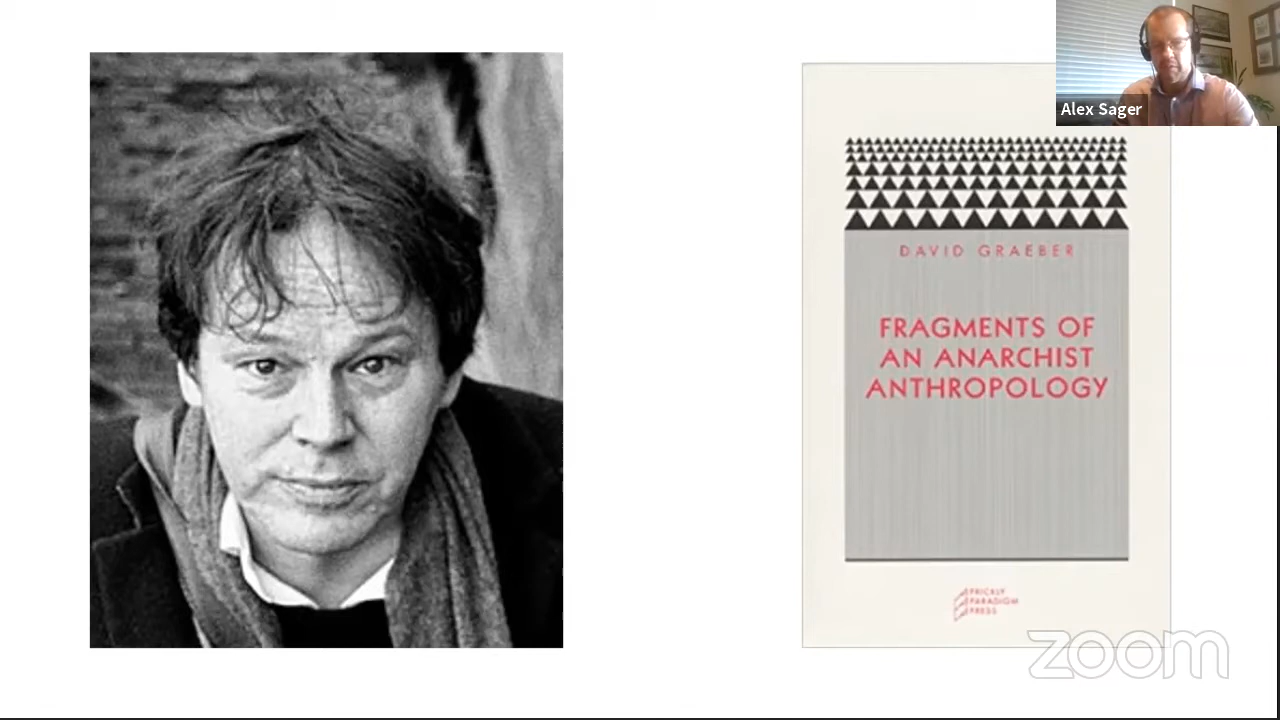 Alex Sager
DAVID GRAEBER
FRAGMENTS OF
AN ANARCHIST
ANTHROPOLOGY
PRICKLY
PARADIGM
PRESS
zoom